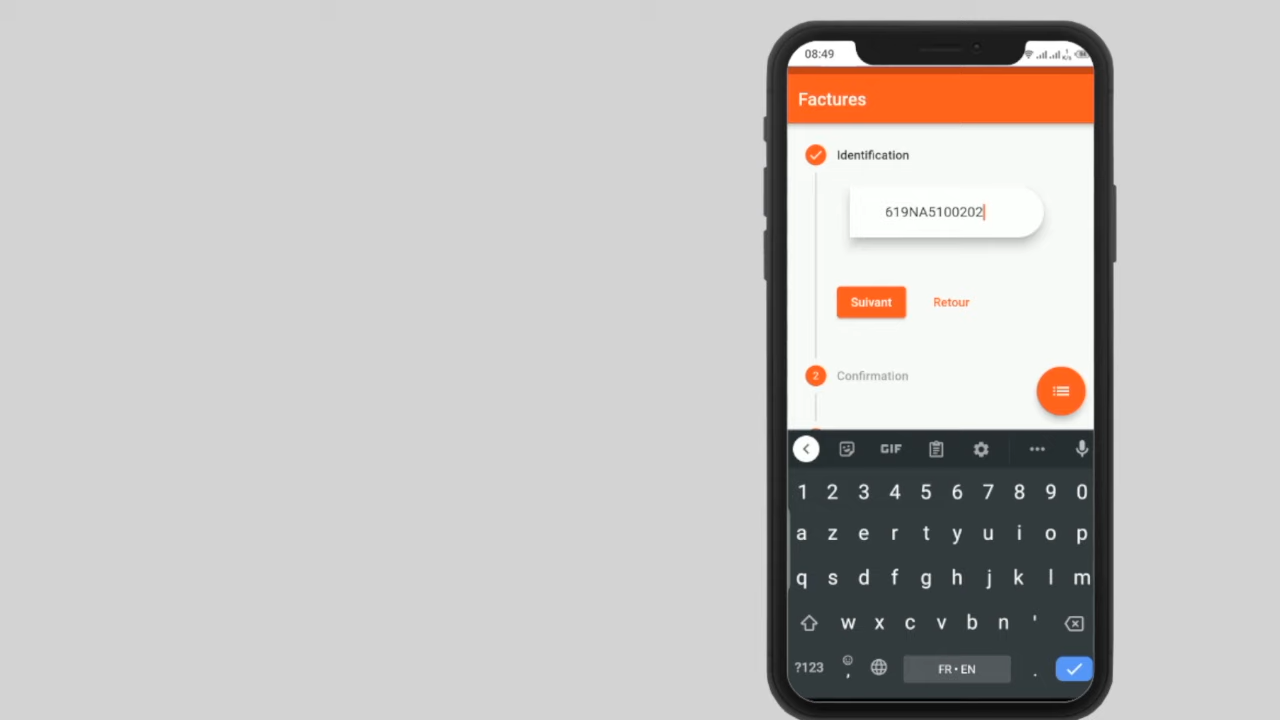 08:49
Factures
Identification
619NA5100202
Suivant Retour
2 Confirmation
GIF
1 2 3 4 5 6 7 8 9 0
a z e r t y u i o p
q s d f g h j k l m
w x c v b n '
?123 , FR • EN .